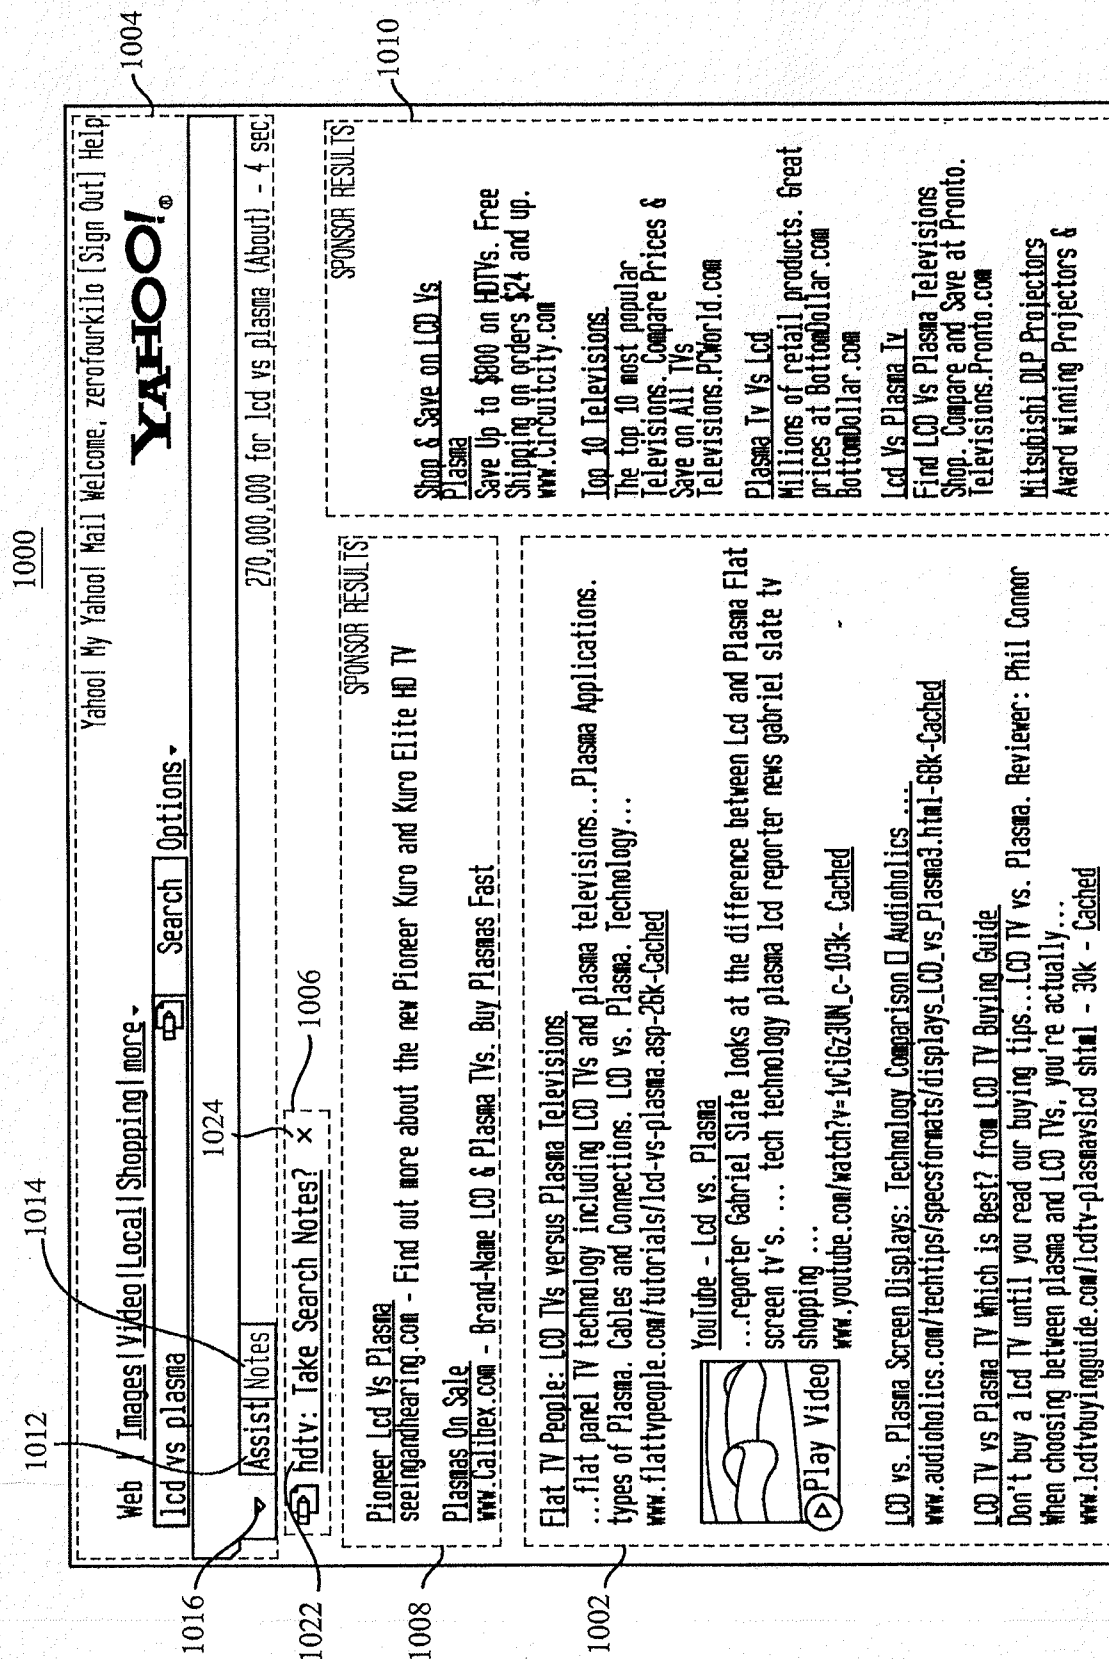 1000
1004
Yahoo! My Yahoo! Mail Welcome, zerofourkilo [Sign Out] Help
Web | Images | Video | Local | Shopping | more
lcd vs plasma Search Options
YAHOO!®
1012
1014
1016
1024
Assist Notes
270,000,000 for lcd vs plasma (About) - 4 sec.
1022
hdtv: Take Search Notes? ×
1006
1008
SPONSOR RESULTS
Pioneer Lcd Vs Plasma
seeingandhearing.com - Find out more about the new Pioneer Kuro and Kuro Elite HD TV
Plasmas On Sale
www.Calibex.com - Brand-Name LCD & Plasma TVs. Buy Plasmas Fast
1002
Flat TV People: LCD TVs versus Plasma Televisions
...flat panel TV technology including LCD TVs and plasma televisions...Plasma Applications.
types of Plasma. Cables and Connections. LCD vs. Plasma. Technology...
www.flattvpeople.com/tutorials/lcd-vs-plasma.asp-26k-Cached
YouTube - Lcd vs. Plasma
...reporter Gabriel Slate looks at the difference between Lcd and Plasma Flat
screen tv's. ... tech technology plasma lcd reporter news gabriel slate tv
shopping ...
www.youtube.com/watch?v=1vCiGz3UN_c-103k- Cached
Play Video
LCD vs. Plasma Screen Displays: Technology Comparison □ Audioholics ...
www.audioholics.com/techtips/specsformats/displays_LCD_vs_Plasma3.html-68k-Cached
LCD TV vs Plasma TV Which is Best? from LCD TV Buying Guide
Don't buy a lcd TV until you read our buying tips...LCD TV vs. Plasma. Reviewer: Phil Connor
When choosing between plasma and LCD TVs, you're actually...
www.lcdtvbuyingguide.com/lcdtv-plasmavslcd shtml - 30k - Cached
1010
SPONSOR RESULTS
Shop & Save on LCD Vs
Plasma
Save Up to $800 on HDTVs. Free
Shipping on orders $24 and up.
www.Circuitcity.com
Top 10 Televisions
The top 10 most popular
Televisions. Compare Prices &
Save on All TVs
Televisions.PCWorld.com
Plasma Tv Vs Lcd
Millions of retail products. Great
prices at BottomDollar.com
BottomDollar.com
Lcd Vs Plasma Tv
Find LCD Vs Plasma Televisions
Shop. Compare and Save at Pronto.
Televisions.Pronto.com
Mitsubishi DLP Projectors
Award winning Projectors &